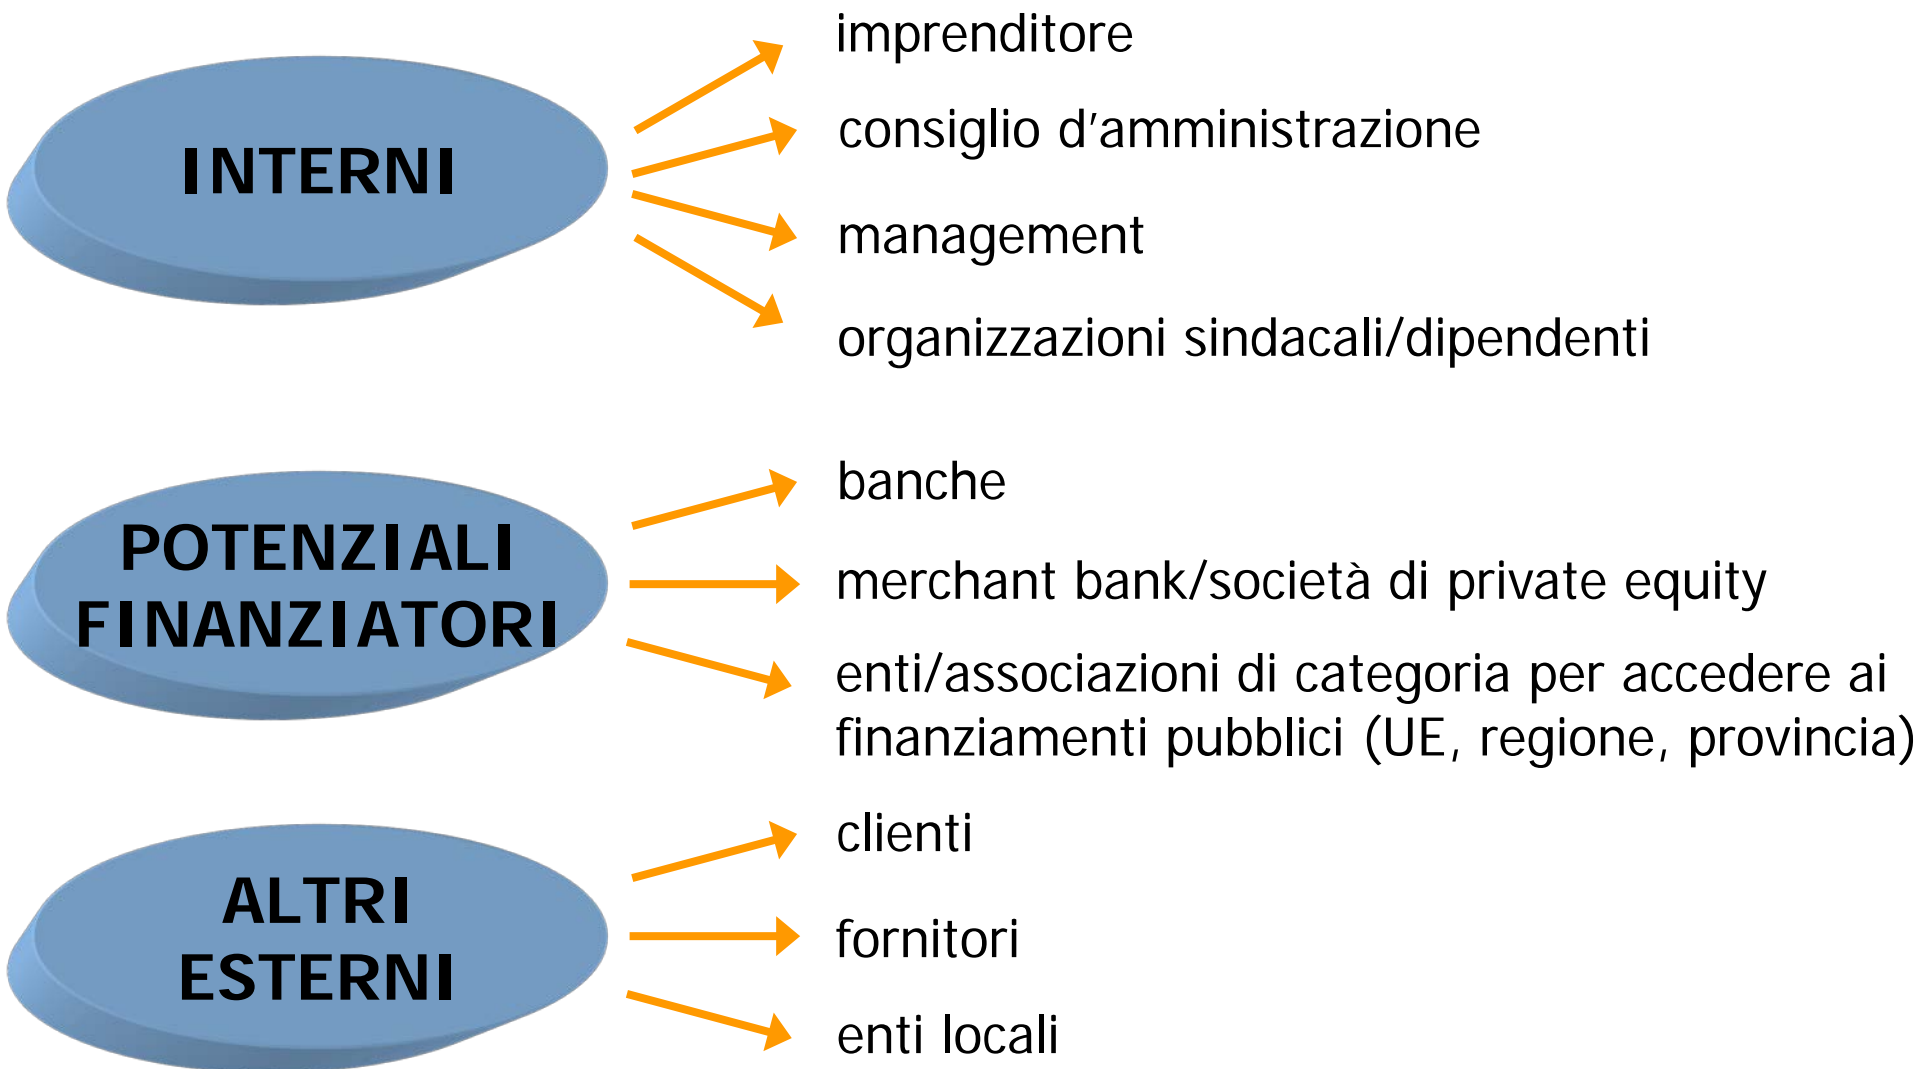 INTERNI
imprenditore
consiglio d’amministrazione
management
organizzazioni sindacali/dipendenti
POTENZIALI
FINANZIATORI
banche
merchant bank/società di private equity
enti/associazioni di categoria per accedere ai
finanziamenti pubblici (UE, regione, provincia)
ALTRI
ESTERNI
clienti
fornitori
enti locali